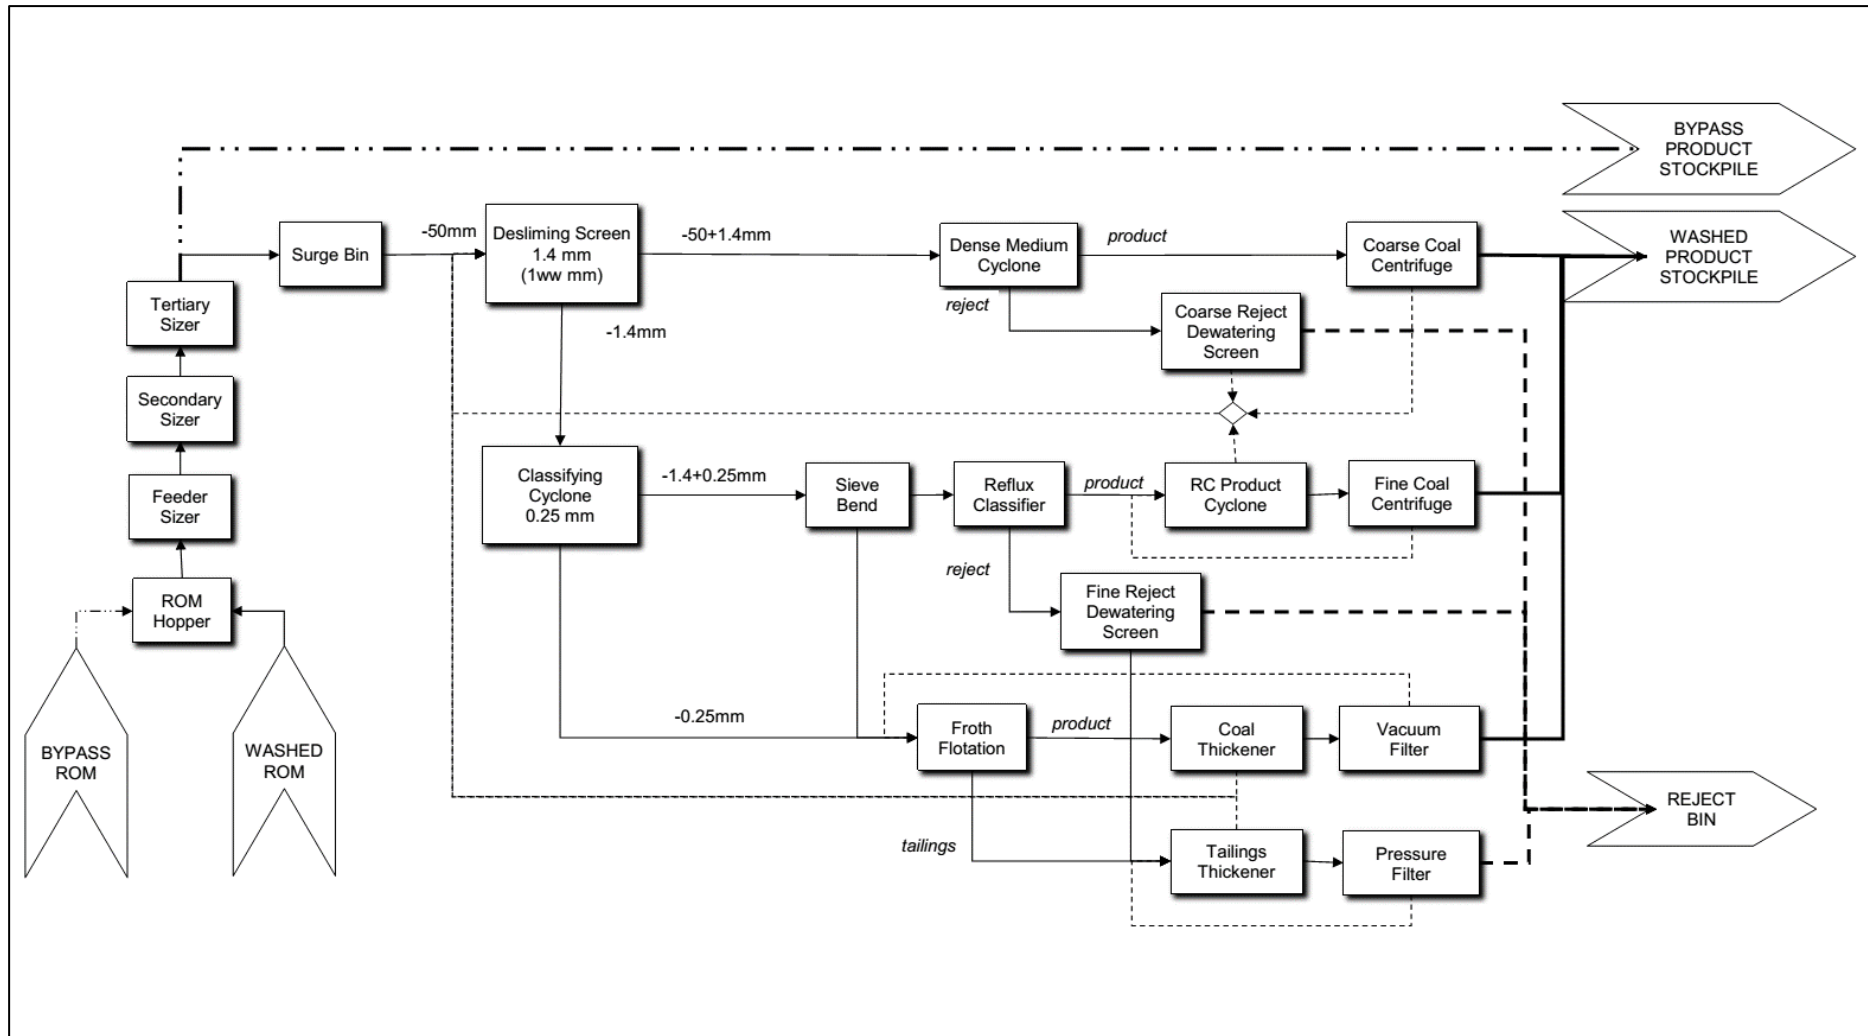 BYPASS
PRODUCT
STOCKPILE
-50mm
Desliming Screen
1.4 mm
(1ww mm)
-50+1.4mm
Dense Medium
Cyclone
product
Coarse Coal
Centrifuge
WASHED
PRODUCT
STOCKPILE
Surge Bin
Tertiary
Sizer
reject
Coarse Reject
Dewatering
Screen
-1.4mm
Secondary
Sizer
Classifying
Cyclone
0.25 mm
-1.4+0.25mm
Sieve
Bend
Reflux
Classifier
product
RC Product
Cyclone
Fine Coal
Centrifuge
Feeder
Sizer
reject
Fine Reject
Dewatering
Screen
ROM
Hopper
-0.25mm
Froth
Flotation
product
Coal
Thickener
Vacuum
Filter
BYPASS
ROM
WASHED
ROM
REJECT
BIN
tailings
Tailings
Thickener
Pressure
Filter